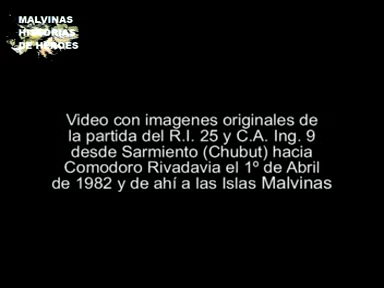 MALVINAS
HISTORIAS
DE HEROES
Video con imagenes originales de
la partida del R.I. 25 y C.A. Ing. 9
desde Sarmiento (Chubut) hacia
Comodoro Rivadavia el 1º de Abril
de 1982 y de ahí a las Islas Malvinas